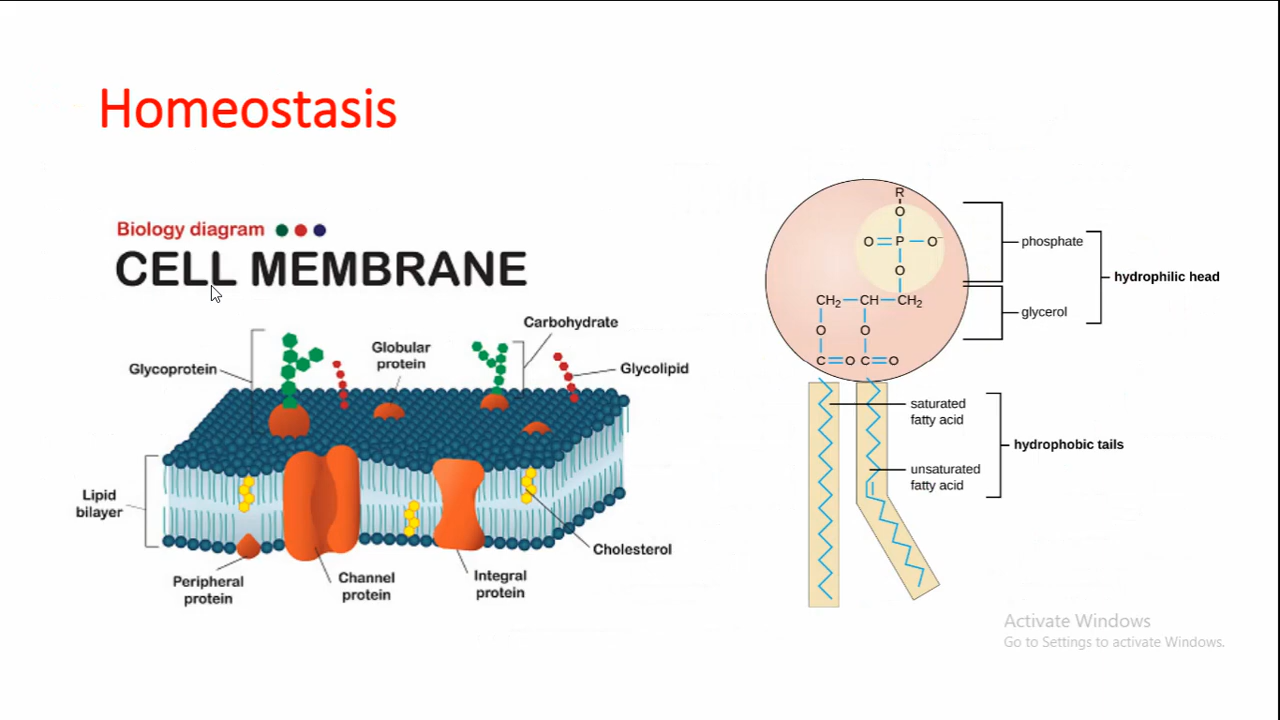 Homeostasis
Biology diagram
CELL MEMBRANE
Carbohydrate
Globular
protein
Glycoprotein
Glycolipid
Lipid
bilayer
Cholesterol
Peripheral
protein
Channel
protein
Integral
protein
R
O
O=P—O⁻
O
CH₂—CH—CH₂
O O
C=O C=O
phosphate
hydrophilic head
glycerol
saturated
fatty acid
hydrophobic tails
unsaturated
fatty acid
Activate Windows
Go to Settings to activate Windows.